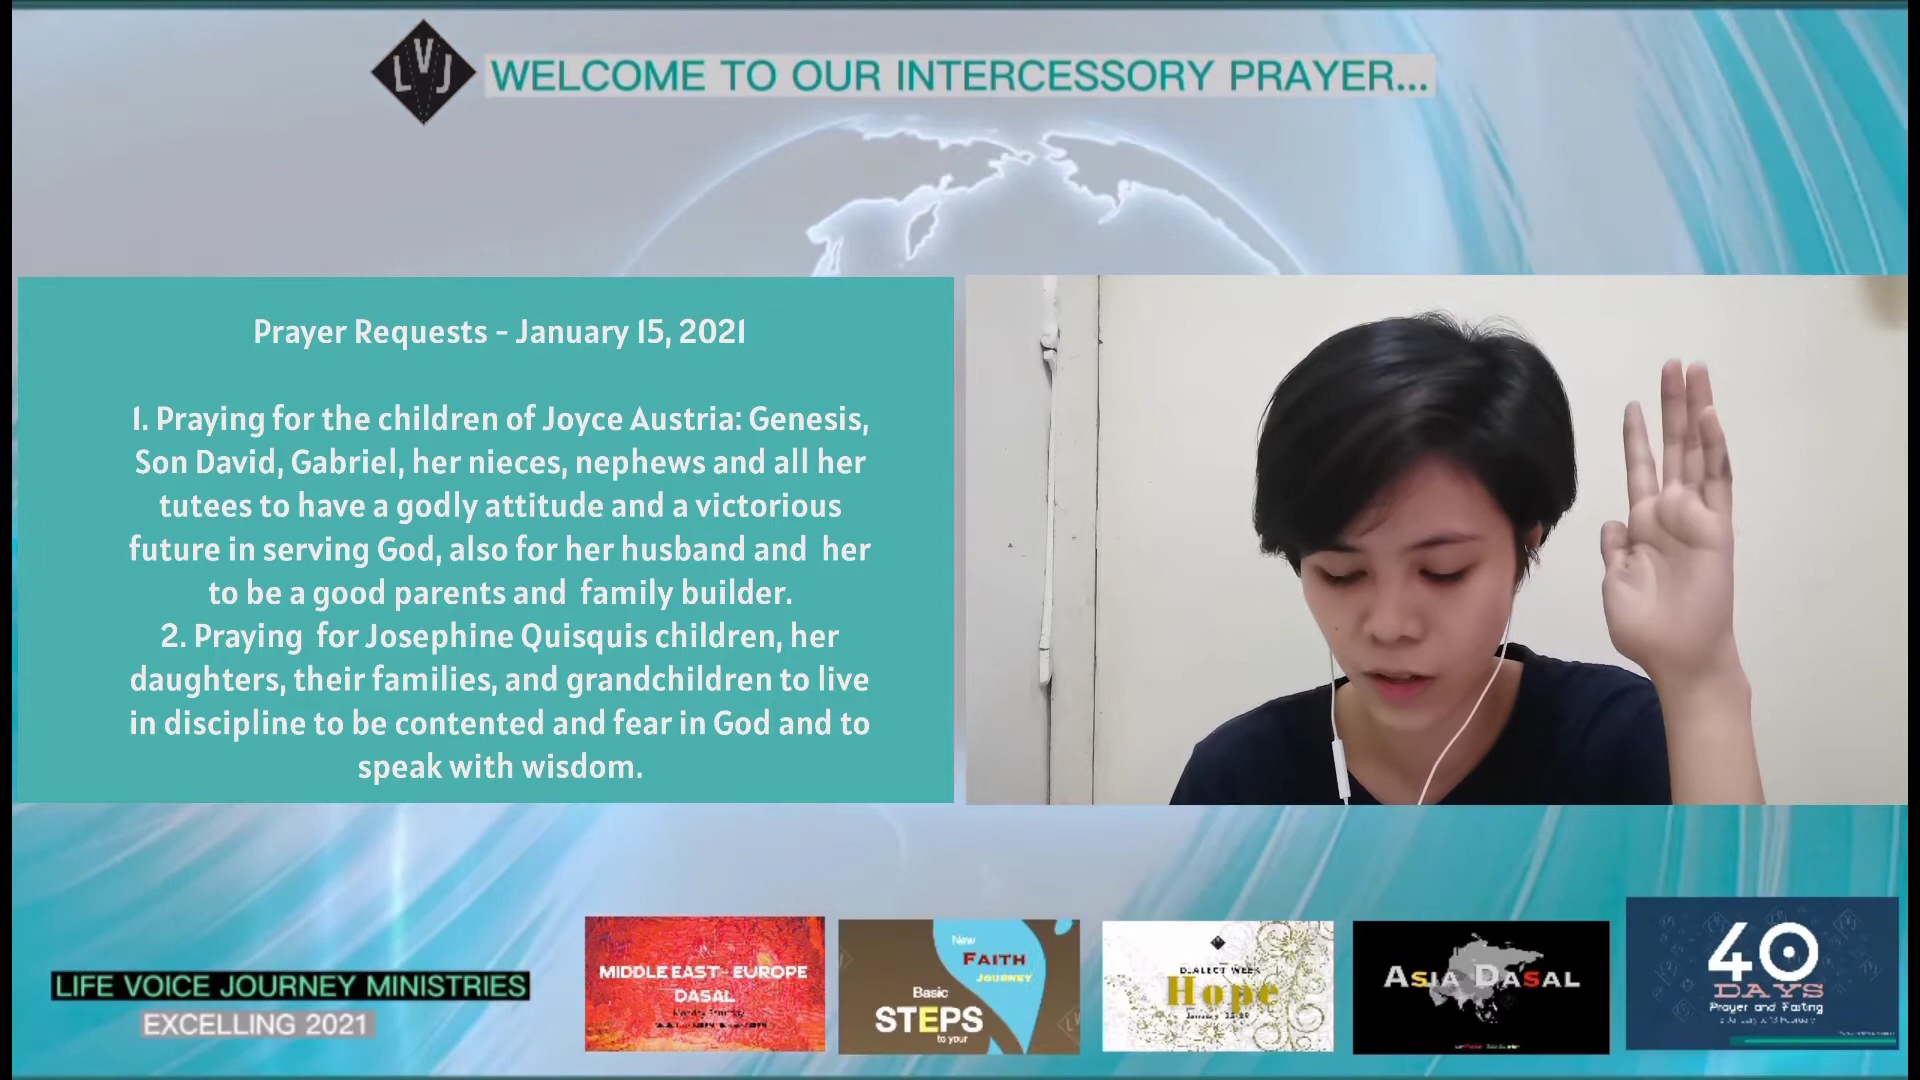 LVJ
WELCOME TO OUR INTERCESSORY PRAYER...
Prayer Requests - January 15, 2021
1. Praying for the children of Joyce Austria: Genesis,
Son David, Gabriel, her nieces, nephews and all her
tutees to have a godly attitude and a victorious
future in serving God, also for her husband and her
to be a good parents and family builder.
2. Praying for Josephine Quisquis children, her
daughters, their families, and grandchildren to live
in discipline to be contented and fear in God and to
speak with wisdom.
LIFE VOICE JOURNEY MINISTRIES
EXCELLING 2021
MIDDLE EAST- EUROPE
DASAL
New
FAITH
JOURNEY
Basic
STEPS
to your
DIALECT WEEK
Hope
ASIA DASAL
40
DAYS
Prayer and Fasting